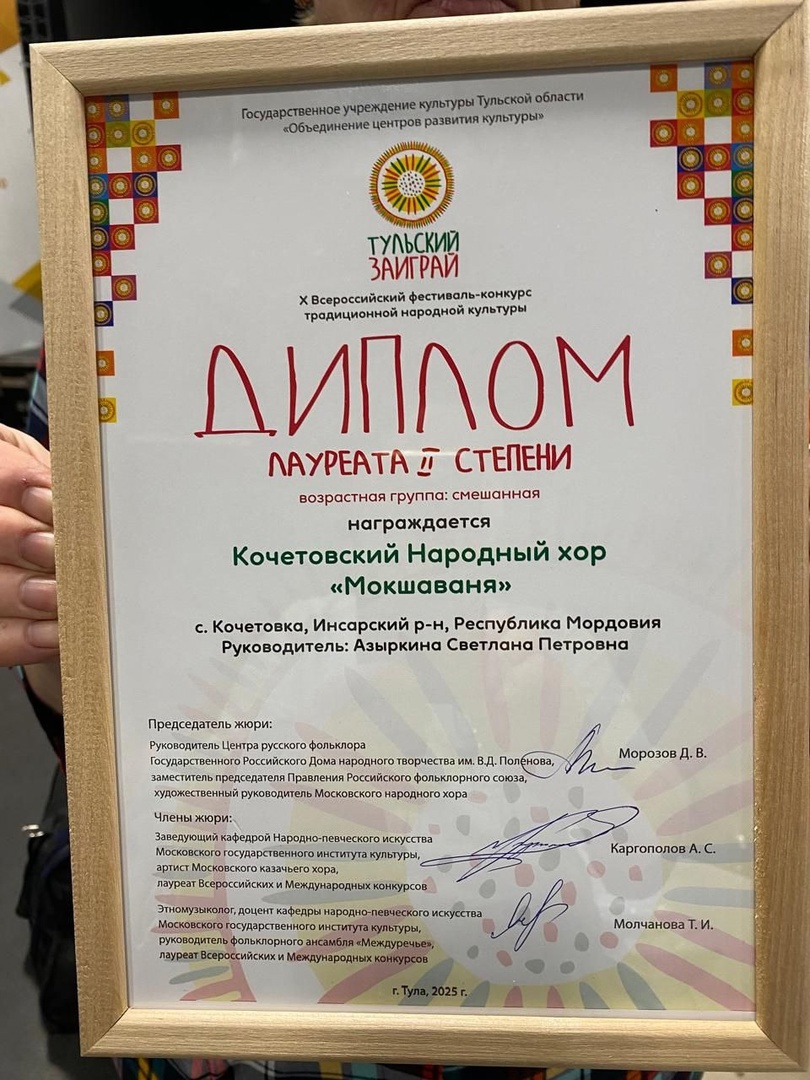 Государственное учреждение культуры Тульской области
«Объединение центров развития культуры»
ТУЛЬСКИЙ
ЗАИГРАЙ
X Всероссийский фестиваль-конкурс
традиционной народной культуры
ДИПЛОМ
ЛАУРЕАТА II СТЕПЕНИ
возрастная группа: смешанная
награждается
Кочетовский Народный хор
«Мокшаваня»
с. Кочетовка, Инсарский р-н, Республика Мордовия
Руководитель: Азыркина Светлана Петровна
Председатель жюри:
Руководитель Центра русского фольклора
Государственного Российского Дома народного творчества им. В.Д. Поленова,
заместитель председателя Правления Российского фольклорного союза,
художественный руководитель Московского народного хора
Морозов Д. В.
Члены жюри:
Заведующий кафедрой Народно-певческого искусства
Московского государственного института культуры,
артист Московского казачьего хора,
лауреат Всероссийских и Международных конкурсов
Каргополов А. С.
Этномузыколог, доцент кафедры народно-певческого искусства
Московского государственного института культуры,
руководитель фольклорного ансамбля «Междуречье»,
лауреат Всероссийских и Международных конкурсов
Молчанова Т. И.
г. Тула, 2025 г.